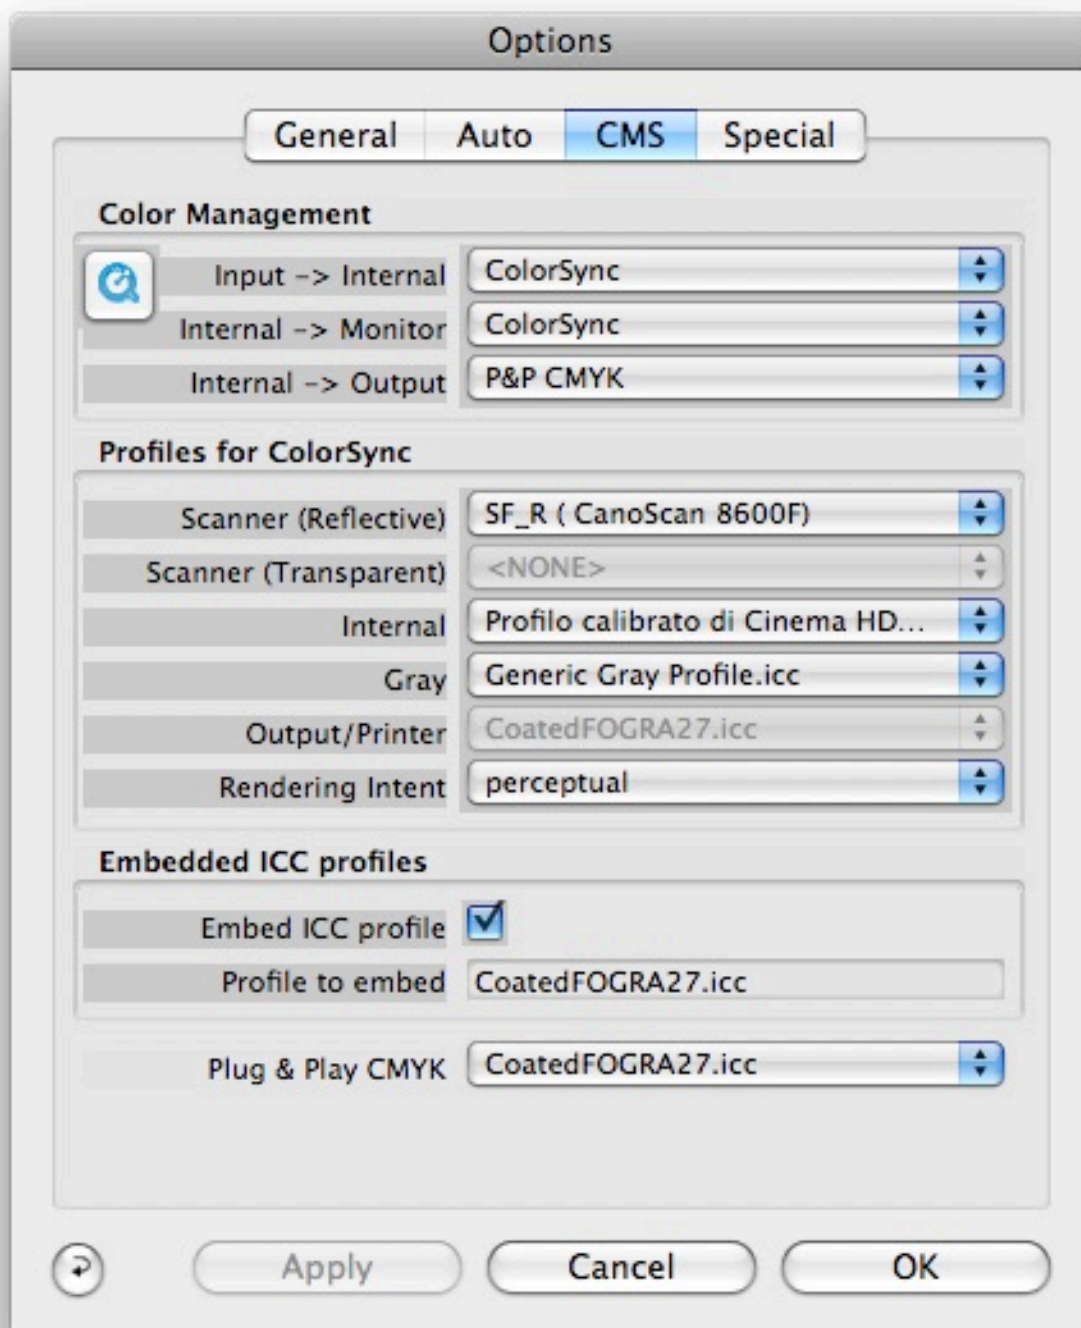 Options
General Auto CMS Special
Color Management
Input -> Internal ColorSync
Internal -> Monitor ColorSync
Internal -> Output P&P CMYK
Profiles for ColorSync
Scanner (Reflective) SF_R ( CanoScan 8600F)
Scanner (Transparent) <NONE>
Internal Profilo calibrato di Cinema HD...
Gray Generic Gray Profile.icc
Output/Printer CoatedFOGRA27.icc
Rendering Intent perceptual
Embedded ICC profiles
Embed ICC profile
Profile to embed CoatedFOGRA27.icc
Plug & Play CMYK CoatedFOGRA27.icc
Apply Cancel OK